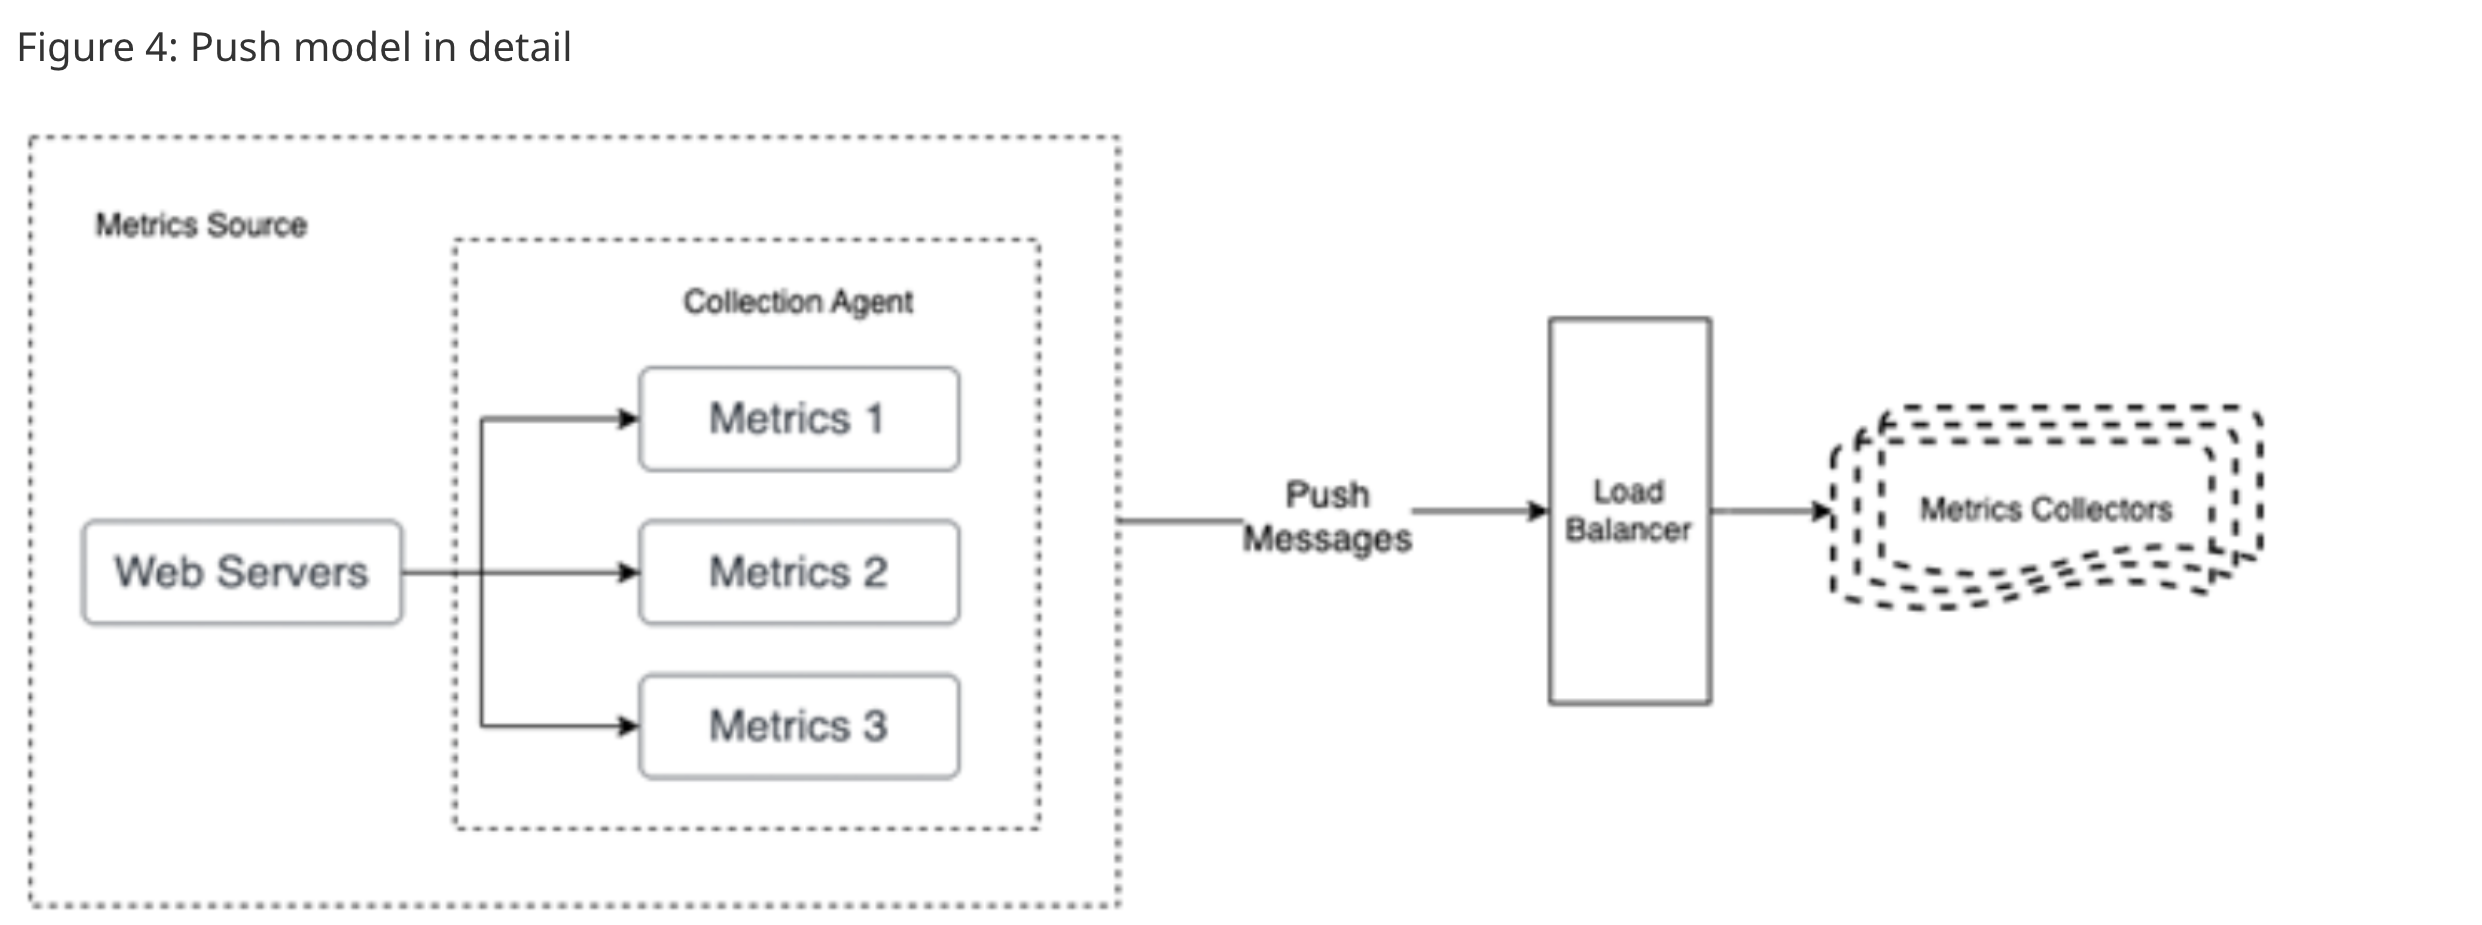 Figure 4: Push model in detail
Metrics Source
Collection Agent
Metrics 1
Web Servers
Metrics 2
Metrics 3
Push
Messages
Load
Balancer
Metrics Collectors